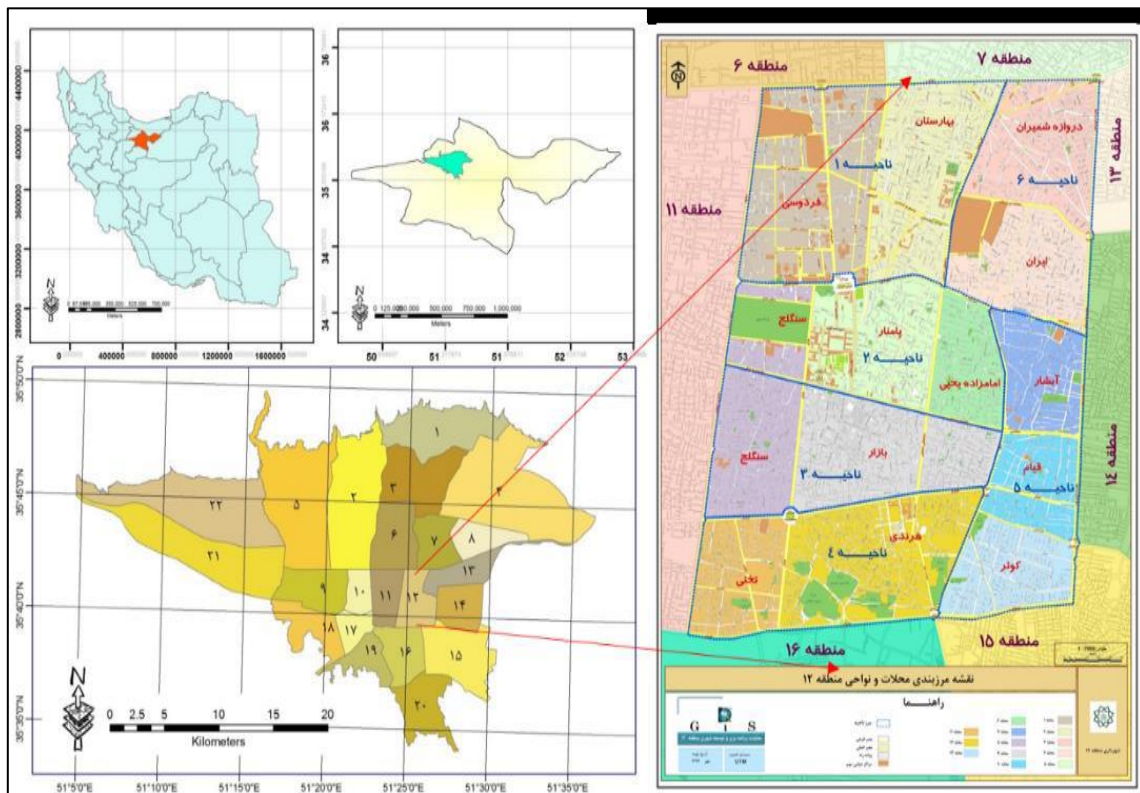 4400000
4000000
3600000
3200000
2800000
0 400000 800000 1200000 1600000
N
Meters
36
36
35
34
34
50 51 51 52 53
N
Meters
35°50'0"N
35°45'0"N
35°40'0"N
35°35'0"N
۱
۲
۳
۴
۵
۶
۷
۸
۹
۱۰
۱۱
۱۲
۱۳
۱۴
۱۵
۱۶
۱۷
۱۸
۱۹
۲۰
۲۱
۲۲
N
0 2.5 5 10 15 20
Kilometers
51°5'0"E 51°10'0"E 51°15'0"E 51°20'0"E 51°25'0"E 51°30'0"E 51°35'0"E
منطقه ۶
منطقه ۷
منطقه ۱۳
منطقه ۱۱
منطقه ۱۴
منطقه ۱۶
منطقه ۱۵
N
بهارستان
دروازه شمیران
ناحیه ۱
ناحیه ۶
فردوسی
ایران
سنگلج
پامنار
ناحیه ۲
امامزاده یحیی
آبشار
سنگلج
بازار
ناحیه ۳
قیام
ناحیه ۵
هرندی
ناحیه ۴
تختی
کوثر
نقشه مرزبندی محلات و نواحی منطقه ۱۲
راهنما
G i S
UTM